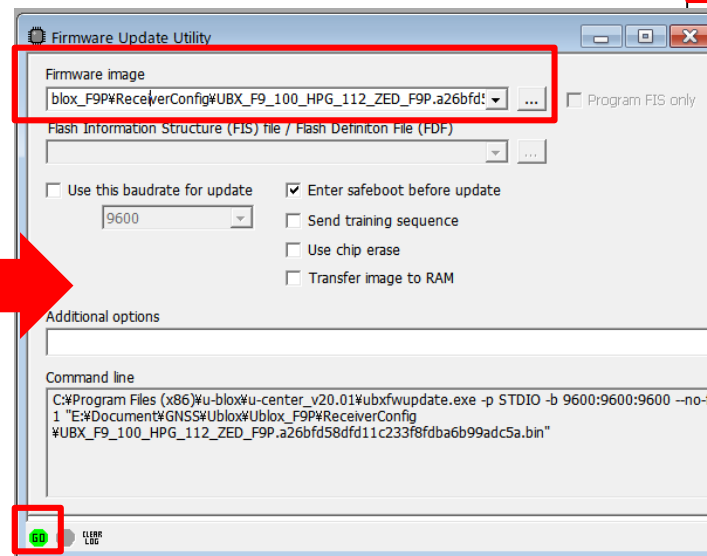 Firmware Update Utility
Firmware image
blox_F9P¥ReceiverConfig¥UBX_F9_100_HPG_112_ZED_F9P.a26bfd5
...
Program FIS only
Flash Information Structure (FIS) file / Flash Definiton File (FDF)
...
Use this baudrate for update
Enter safeboot before update
9600
Send training sequence
Use chip erase
Transfer image to RAM
Additional options
Command line
C:¥Program Files (x86)¥u-blox¥u-center_v20.01¥ubxfwupdate.exe -p STDIO -b 9600:9600:9600 --no-
1 "E:¥Document¥GNSS¥Ublox¥Ublox_F9P¥ReceiverConfig
¥UBX_F9_100_HPG_112_ZED_F9P.a26bfd58dfd11c233f8fdba6b99adc5a.bin"
GO
CLEAR
LOG